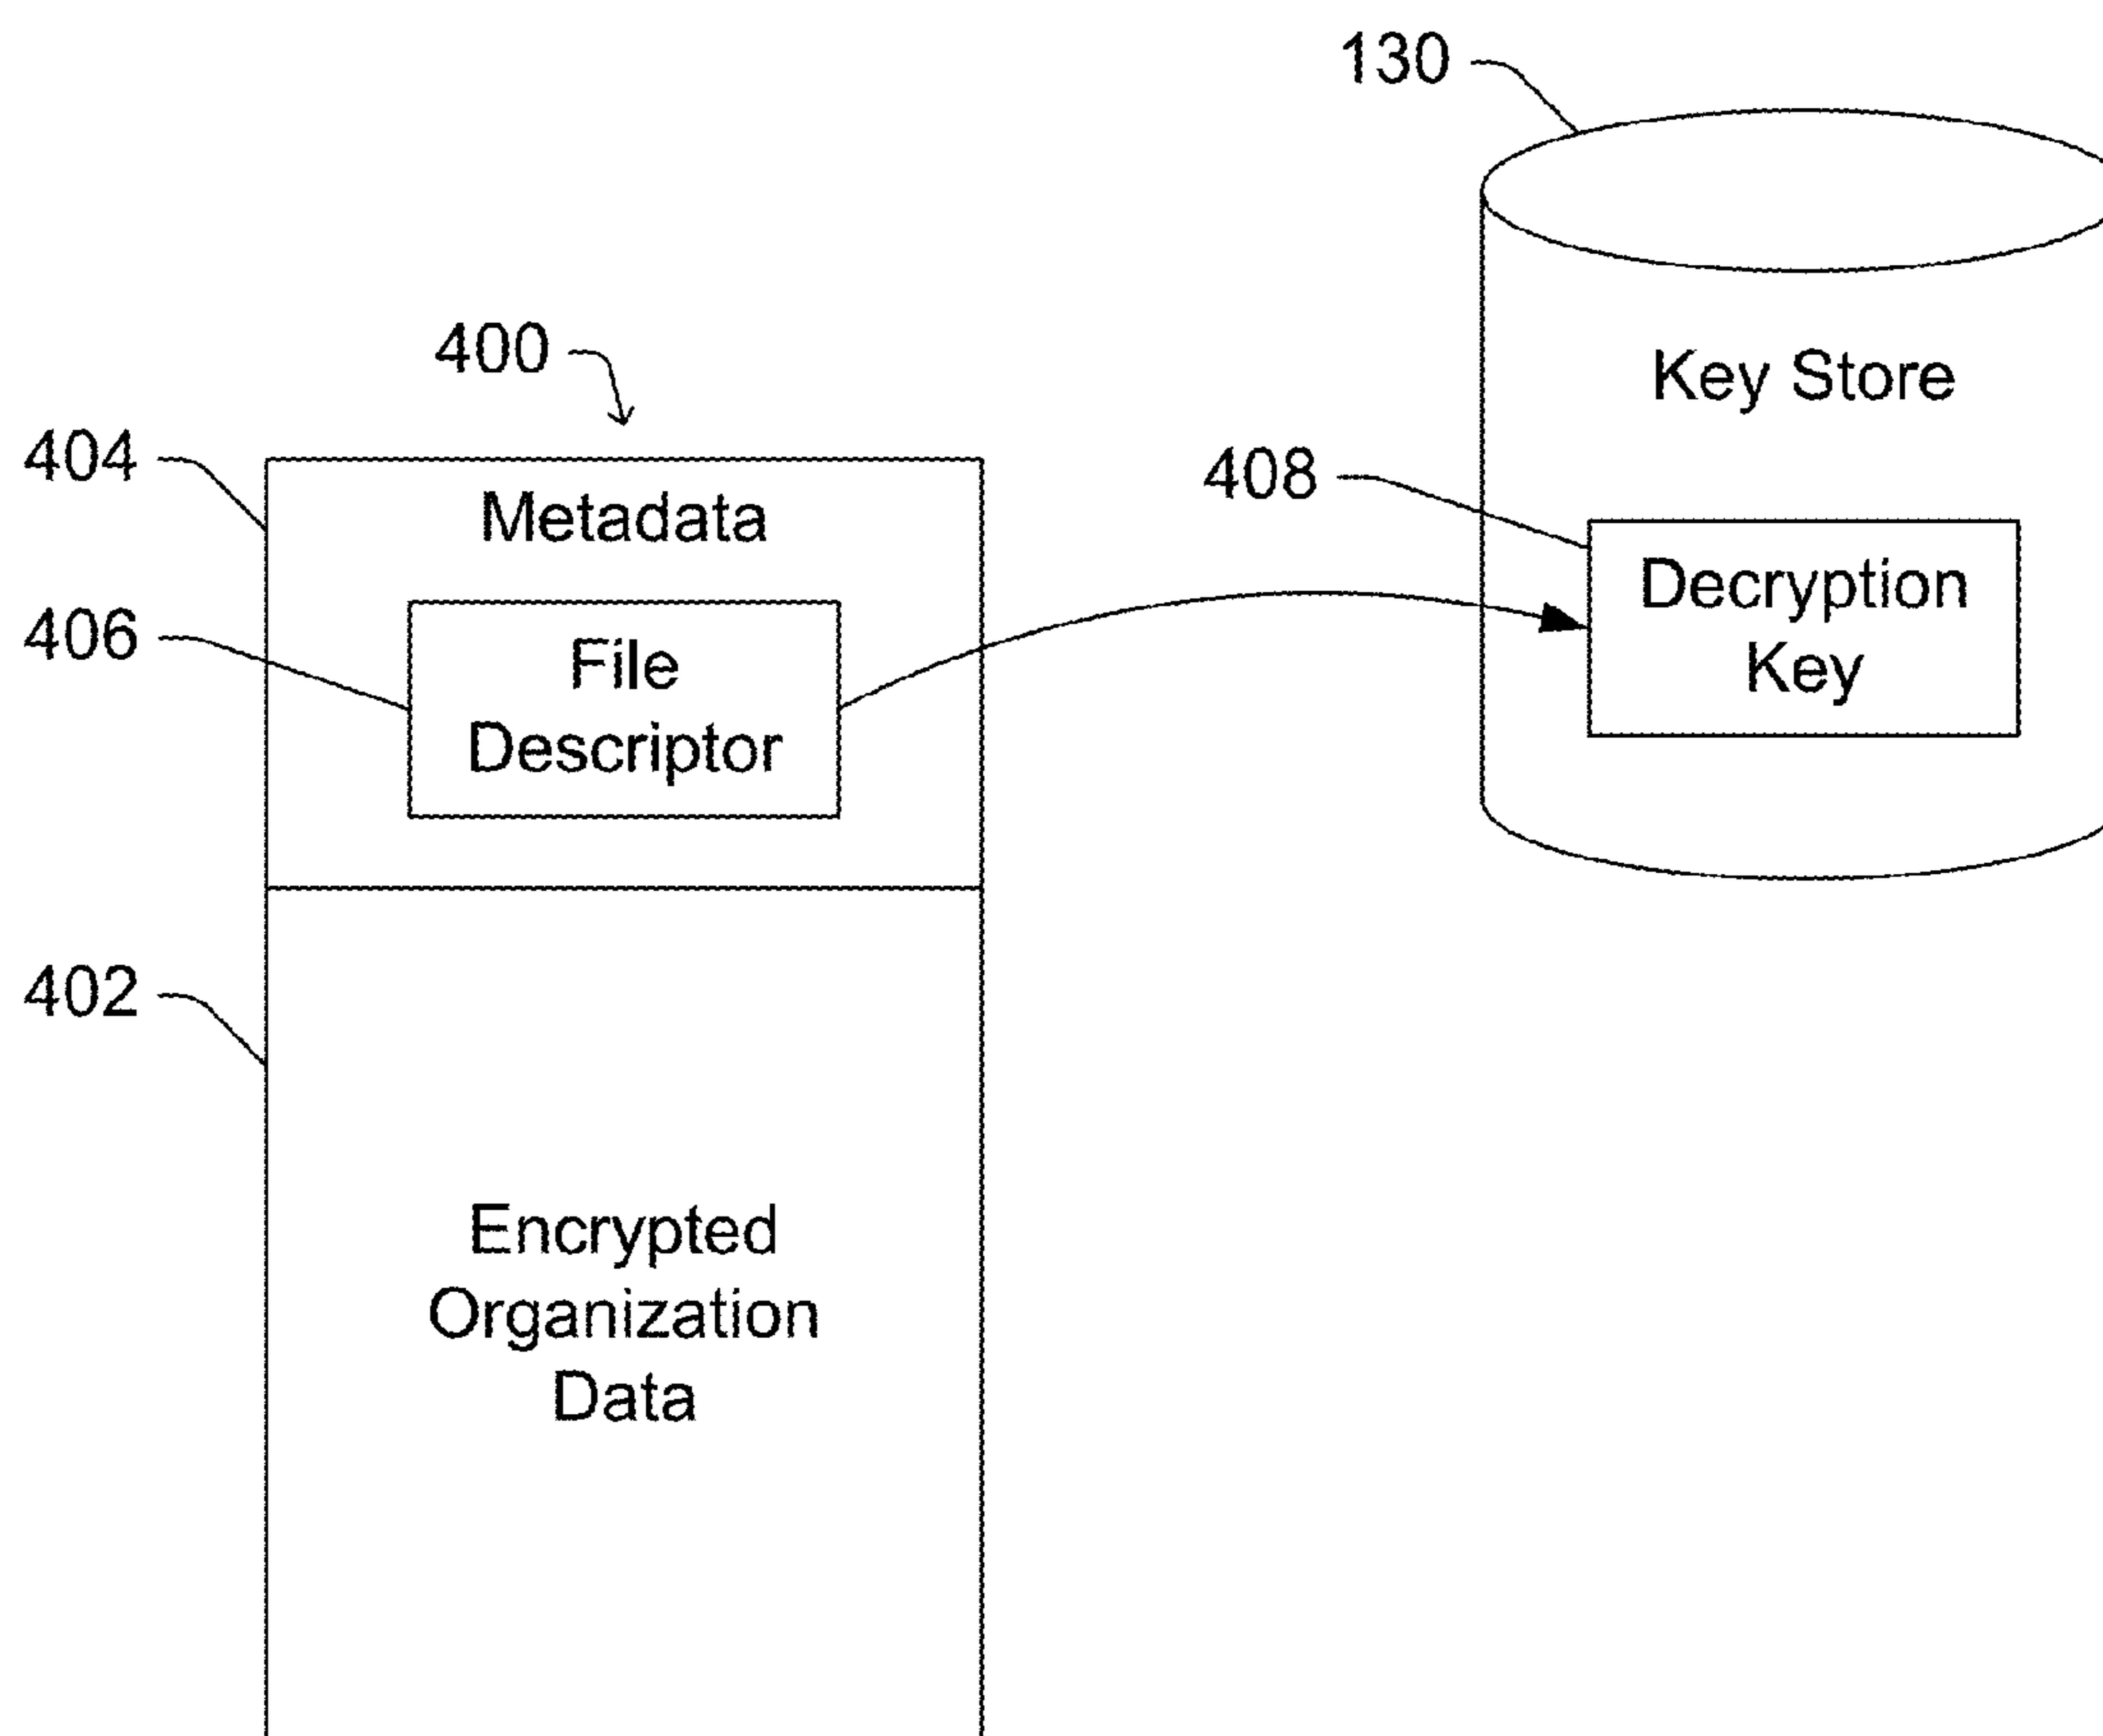 130
Key Store
400
404
Metadata
408
Decryption
Key
406
File
Descriptor
402
Encrypted
Organization
Data